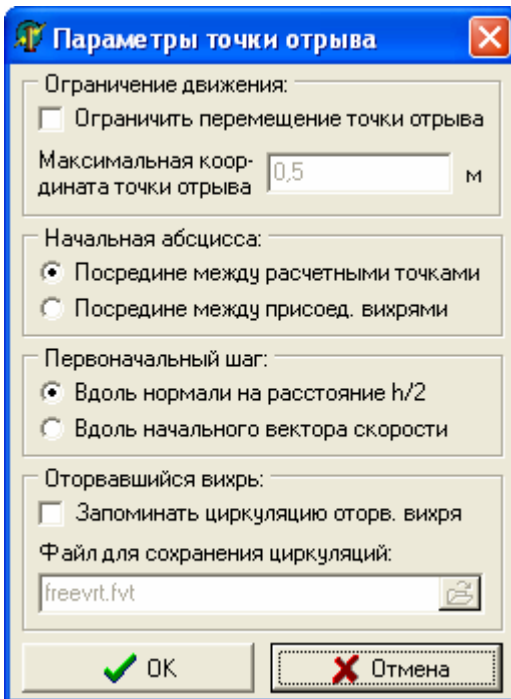 Параметры точки отрыва
Ограничение движения:
Ограничить перемещение точки отрыва
Максимальная коор-
дината точки отрыва 0,5 м
Начальная абсцисса:
Посредине между расчетными точками
Посредине между присоед. вихрями
Первоначальный шаг:
Вдоль нормали на расстояние h/2
Вдоль начального вектора скорости
Оторвавшийся вихрь:
Запоминать циркуляцию оторв. вихря
Файл для сохранения циркуляций:
freevrt.fvt
OK Отмена